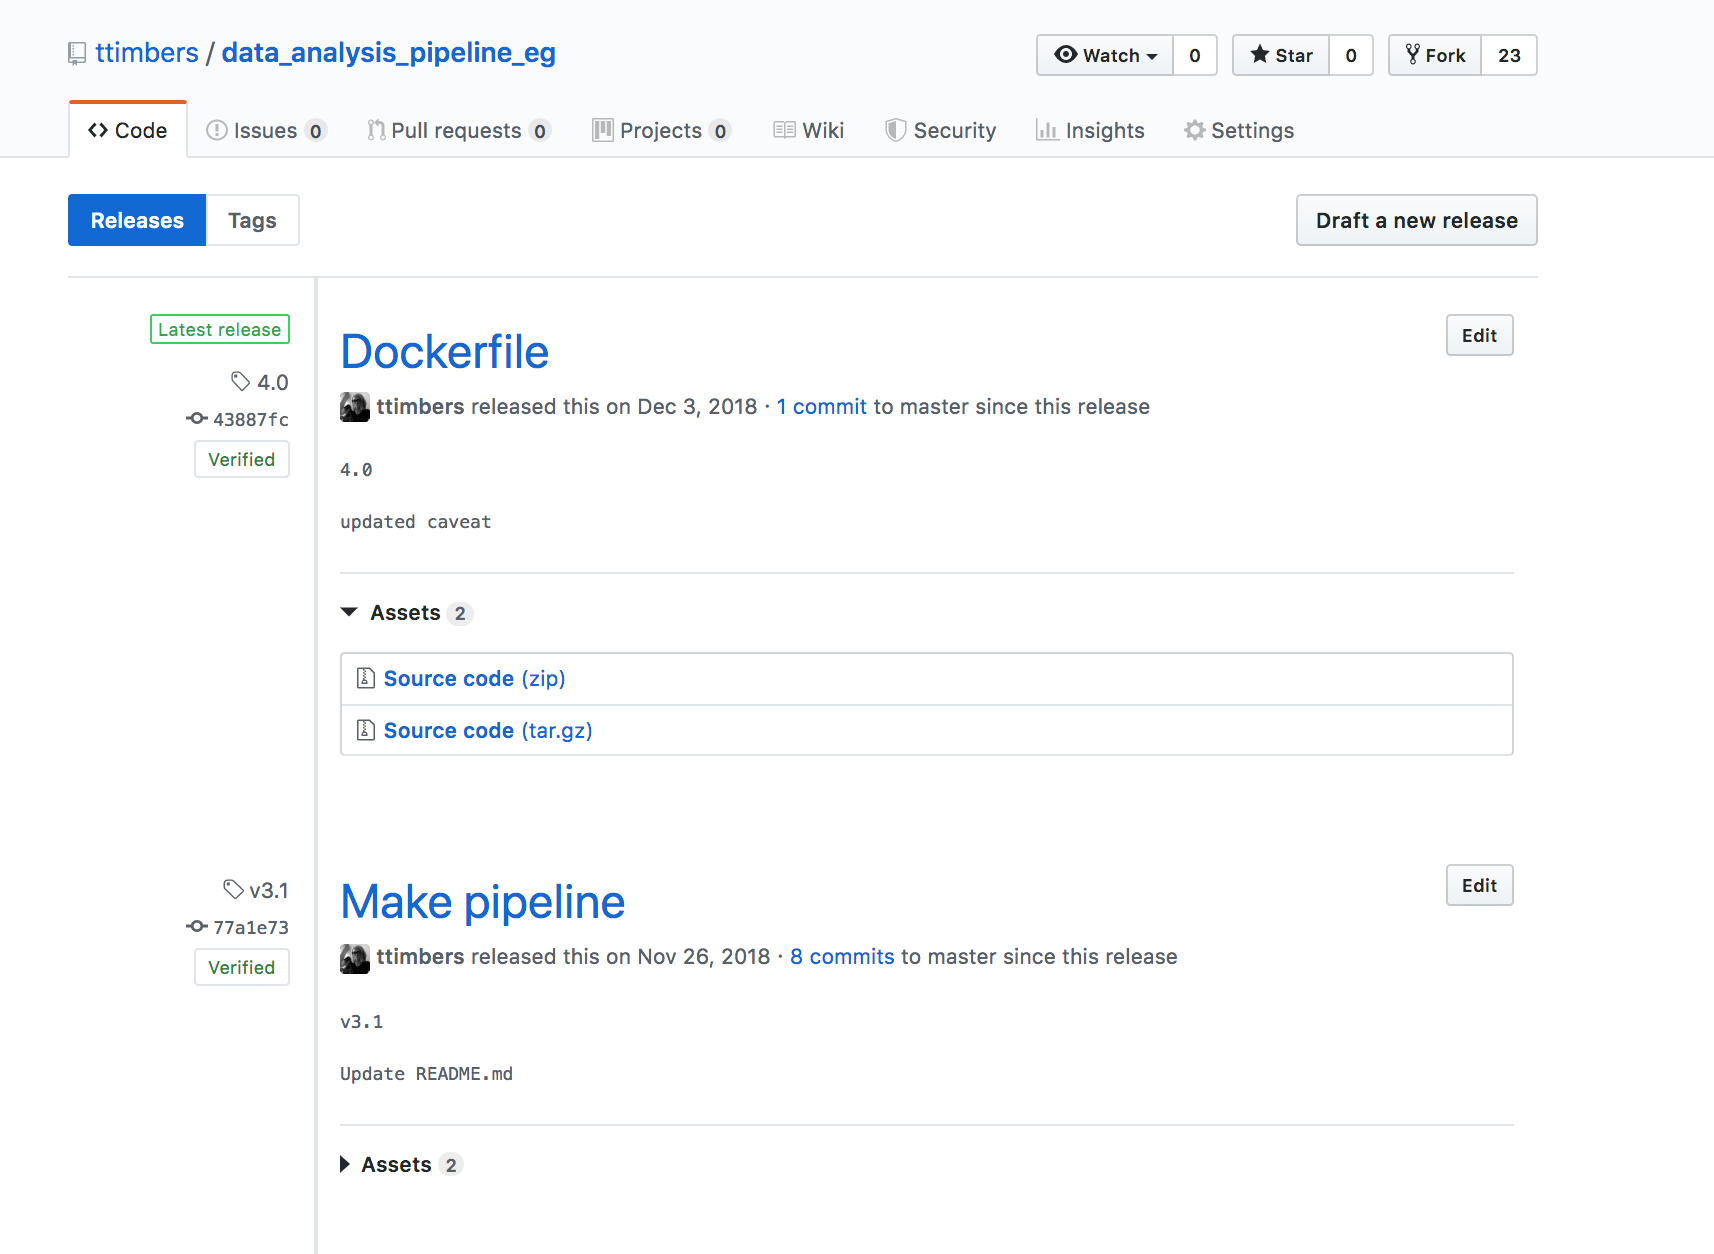 ttimbers / data_analysis_pipeline_eg
Watch 0 Star 0 Fork 23
Code Issues 0 Pull requests 0 Projects 0 Wiki Security Insights Settings
Releases Tags Draft a new release
Latest release
4.0
43887fc
Verified
Dockerfile Edit
ttimbers released this on Dec 3, 2018 · 1 commit to master since this release
4.0
updated caveat
Assets 2
Source code (zip)
Source code (tar.gz)
v3.1
77a1e73
Verified
Make pipeline Edit
ttimbers released this on Nov 26, 2018 · 8 commits to master since this release
v3.1
Update README.md
Assets 2